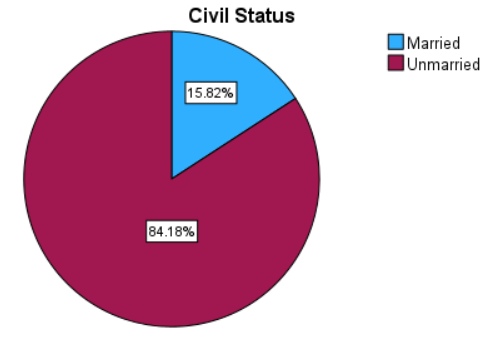 Civil Status
Married
Unmarried
15.82%
84.18%